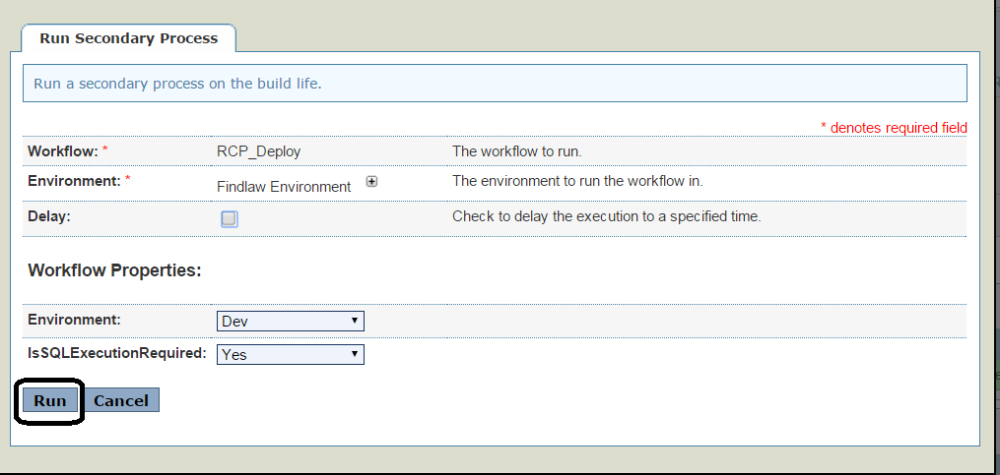 Run Secondary Process
Run a secondary process on the build life.
* denotes required field
Workflow: * RCP_Deploy The workflow to run.
Environment: * Findlaw Environment The environment to run the workflow in.
Delay: Check to delay the execution to a specified time.
Workflow Properties:
Environment: Dev
IsSQLExecutionRequired: Yes
Run Cancel